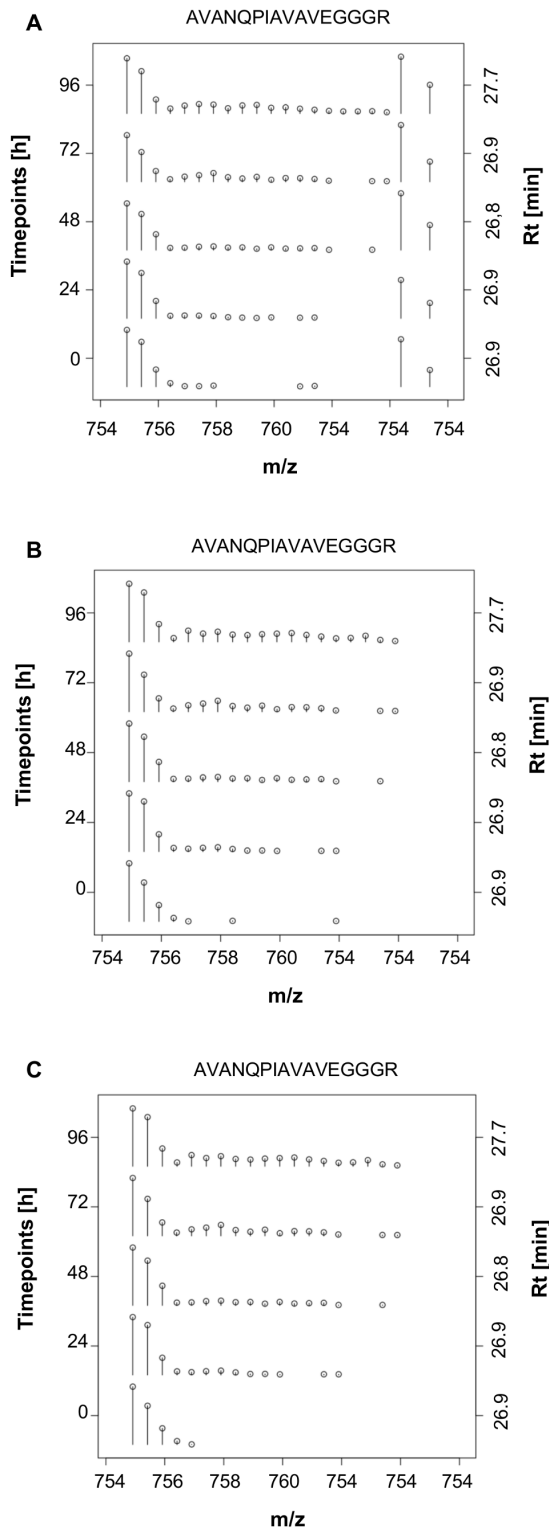 A
AVANQPIAVAVEGGGR
Timepoints [h]
96
72
48
24
0
27.7
26.9
26,8
26.9
26.9
Rt [min]
754 756 758 760 754 754 754
m/z
B
AVANQPIAVAVEGGGR
Timepoints [h]
96
72
48
24
0
27.7
26.9
26.8
26.9
26.9
Rt [min]
754 756 758 760 754 754 754
m/z
C
AVANQPIAVAVEGGGR
Timepoints [h]
96
72
48
24
0
27.7
26.9
26.8
26.9
26.9
Rt [min]
754 754 756 760 754 754 754
m/z